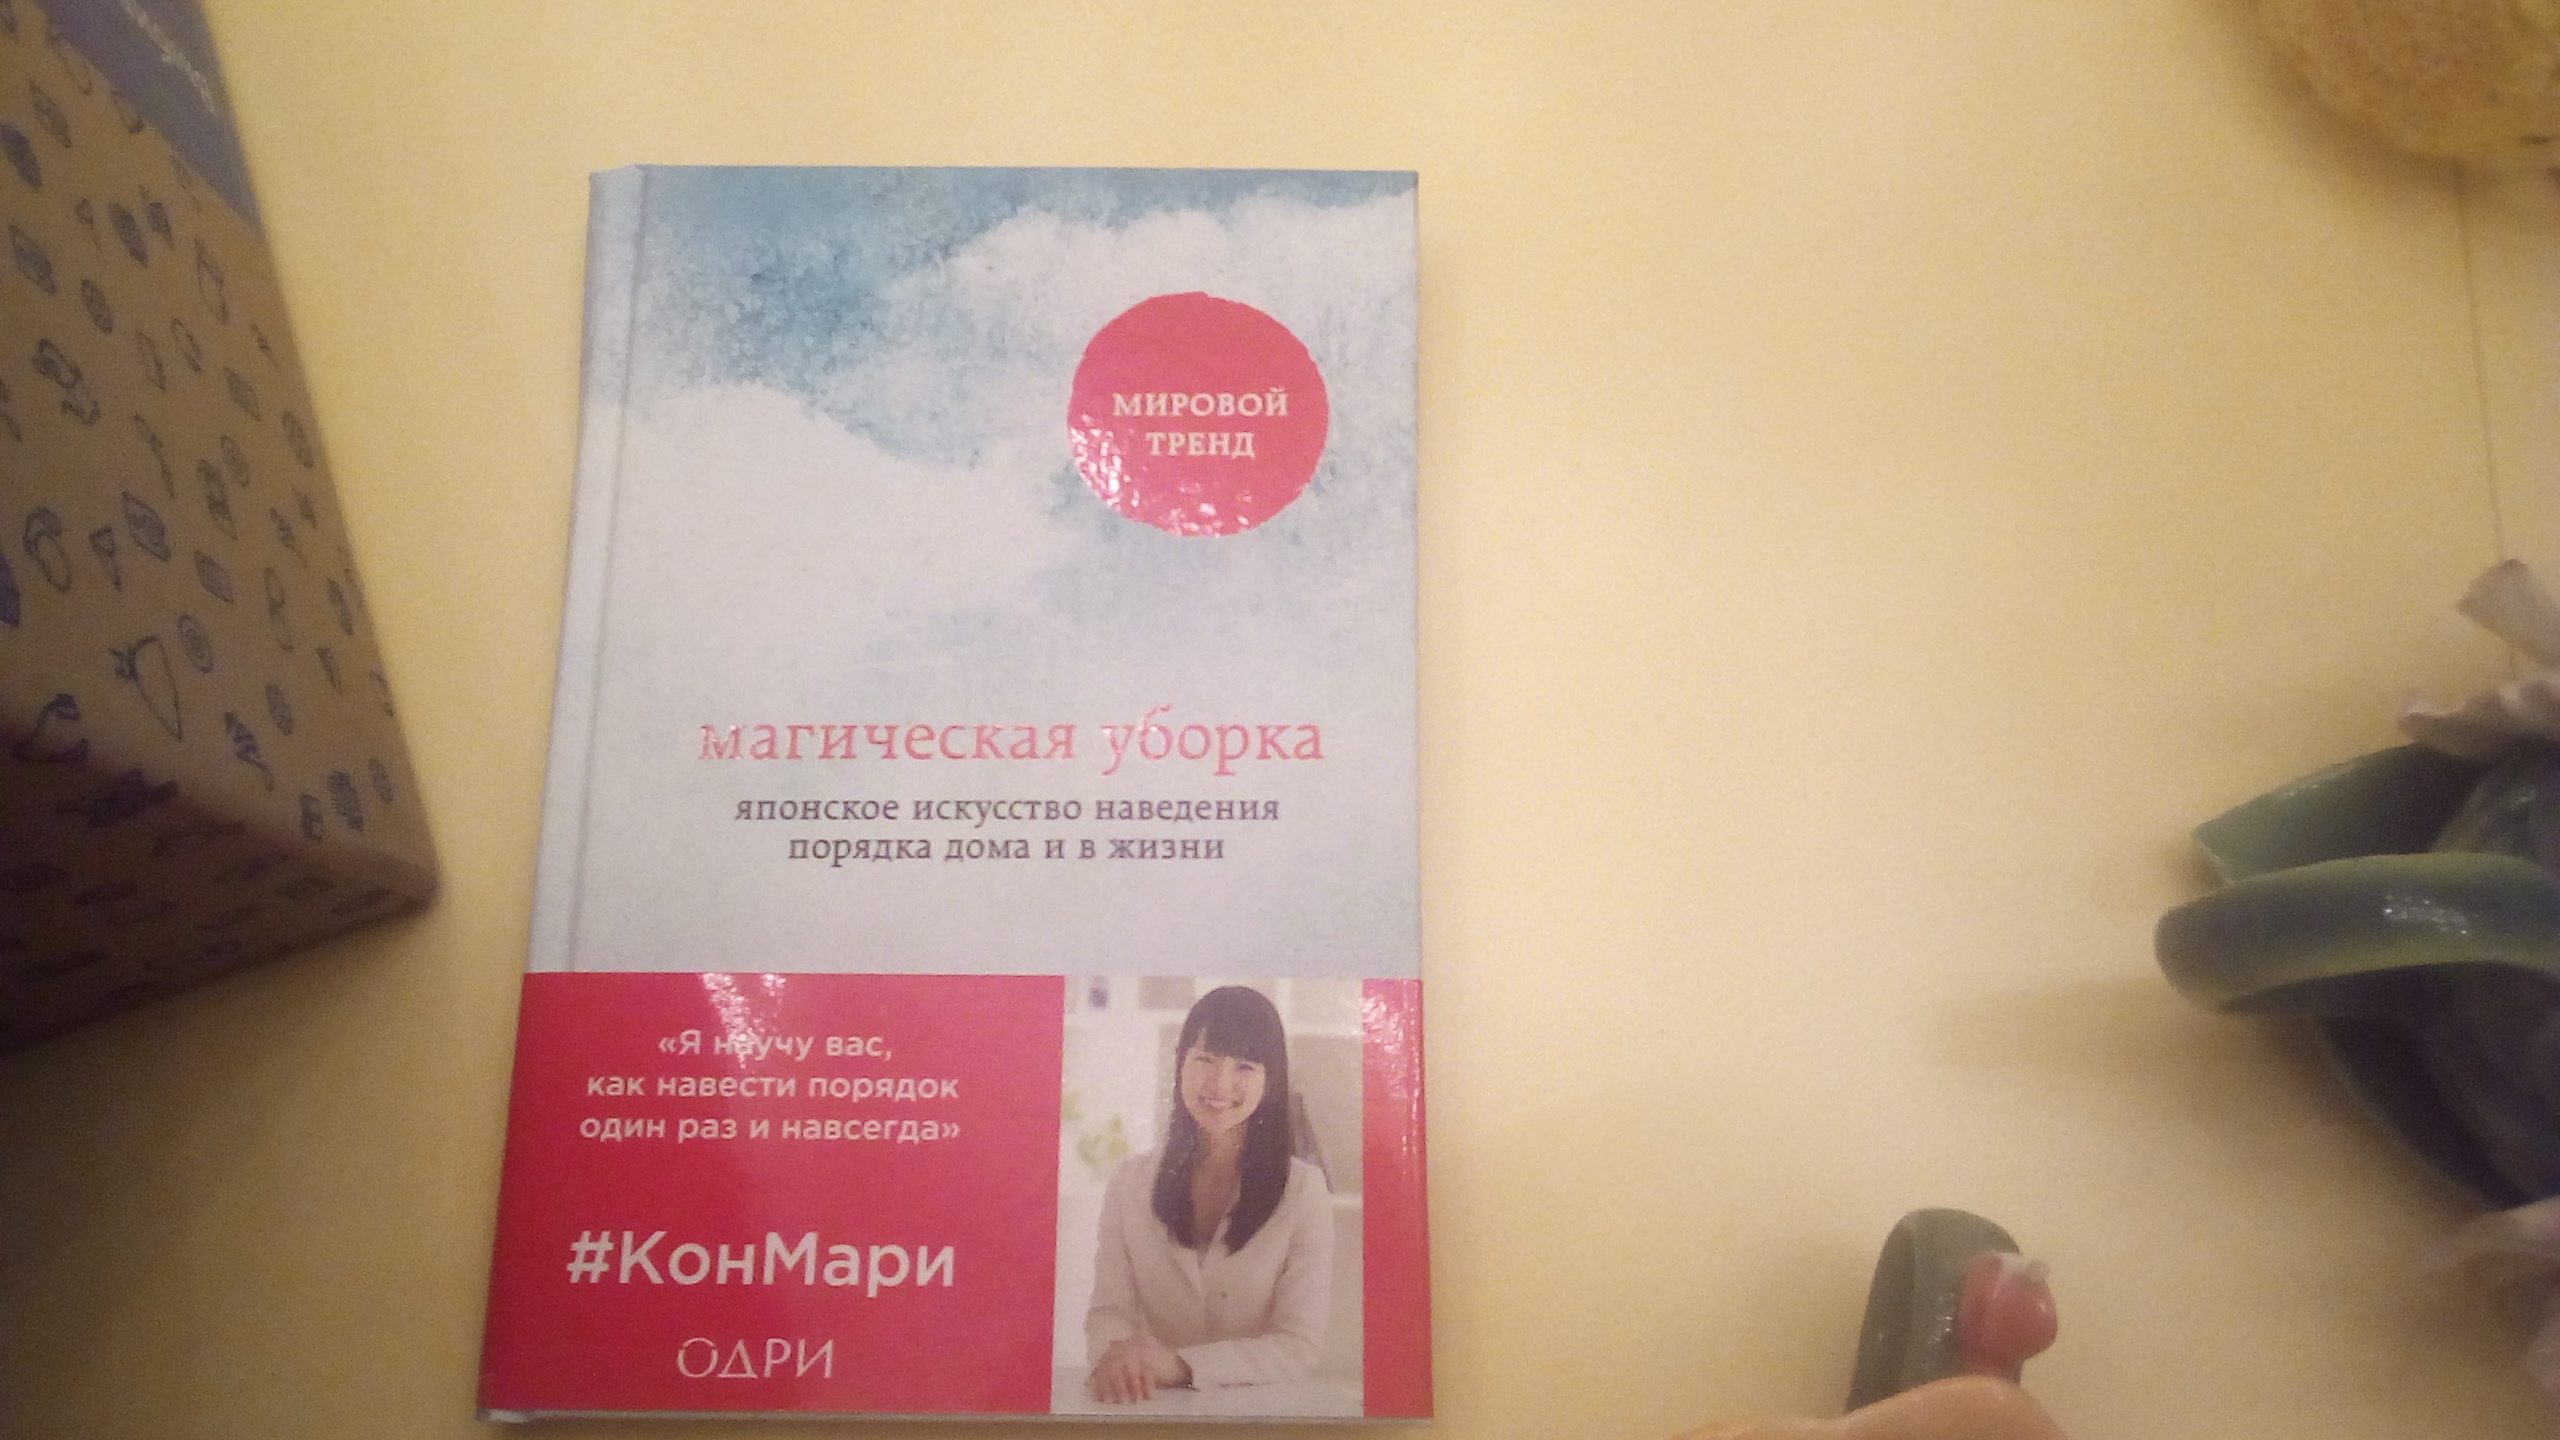 МИРОВОЙ
ТРЕНД
магическая уборка
японское искусство наведения
порядка дома и в жизни
«Я научу вас,
как навести порядок
один раз и навсегда»
#КонМари
ОДРИ